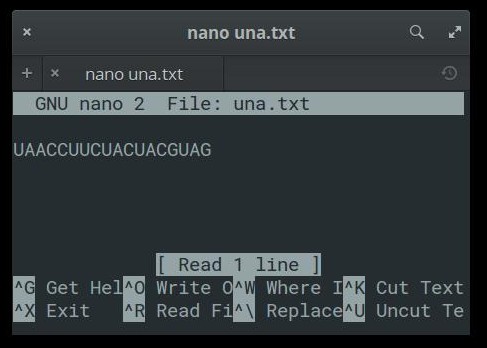 nano una.txt
nano una.txt
GNU nano 2 File: una.txt
UAACCUUCUACUACGUAG
[ Read 1 line ]
^G Get Hel^O Write O^W Where I^K Cut Text
^X Exit ^R Read Fi^\ Replace^U Uncut Te